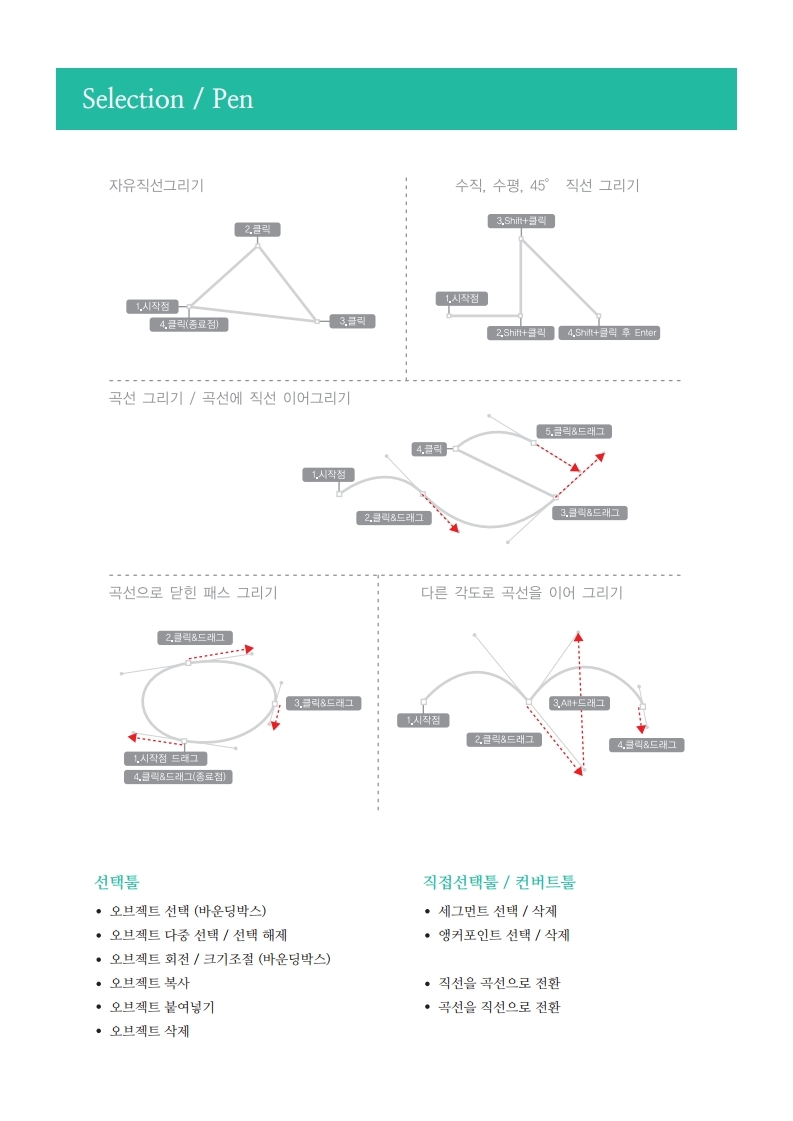 Selection / Pen
자유직선그리기
2.클릭
1.시작점
4.클릭(종료점)
3.클릭
수직, 수평, 45° 직선 그리기
3.Shift+클릭
1.시작점
2.Shift+클릭
4.Shift+클릭 후 Enter
곡선 그리기 / 곡선에 직선 이어그리기
5.클릭&드래그
4.클릭
1.시작점
2.클릭&드래그
3.클릭&드래그
곡선으로 닫힌 패스 그리기
2.클릭&드래그
3.클릭&드래그
1.시작점 드래그
4.클릭&드래그(종료점)
다른 각도로 곡선을 이어 그리기
3.Alt+드래그
1.시작점
2.클릭&드래그
4.클릭&드래그
선택툴
• 오브젝트 선택 (바운딩박스)
• 오브젝트 다중 선택 / 선택 해제
• 오브젝트 회전 / 크기조절 (바운딩박스)
• 오브젝트 복사
• 오브젝트 붙여넣기
• 오브젝트 삭제
직접선택툴 / 컨버트툴
• 세그먼트 선택 / 삭제
• 앵커포인트 선택 / 삭제
• 직선을 곡선으로 전환
• 곡선을 직선으로 전환